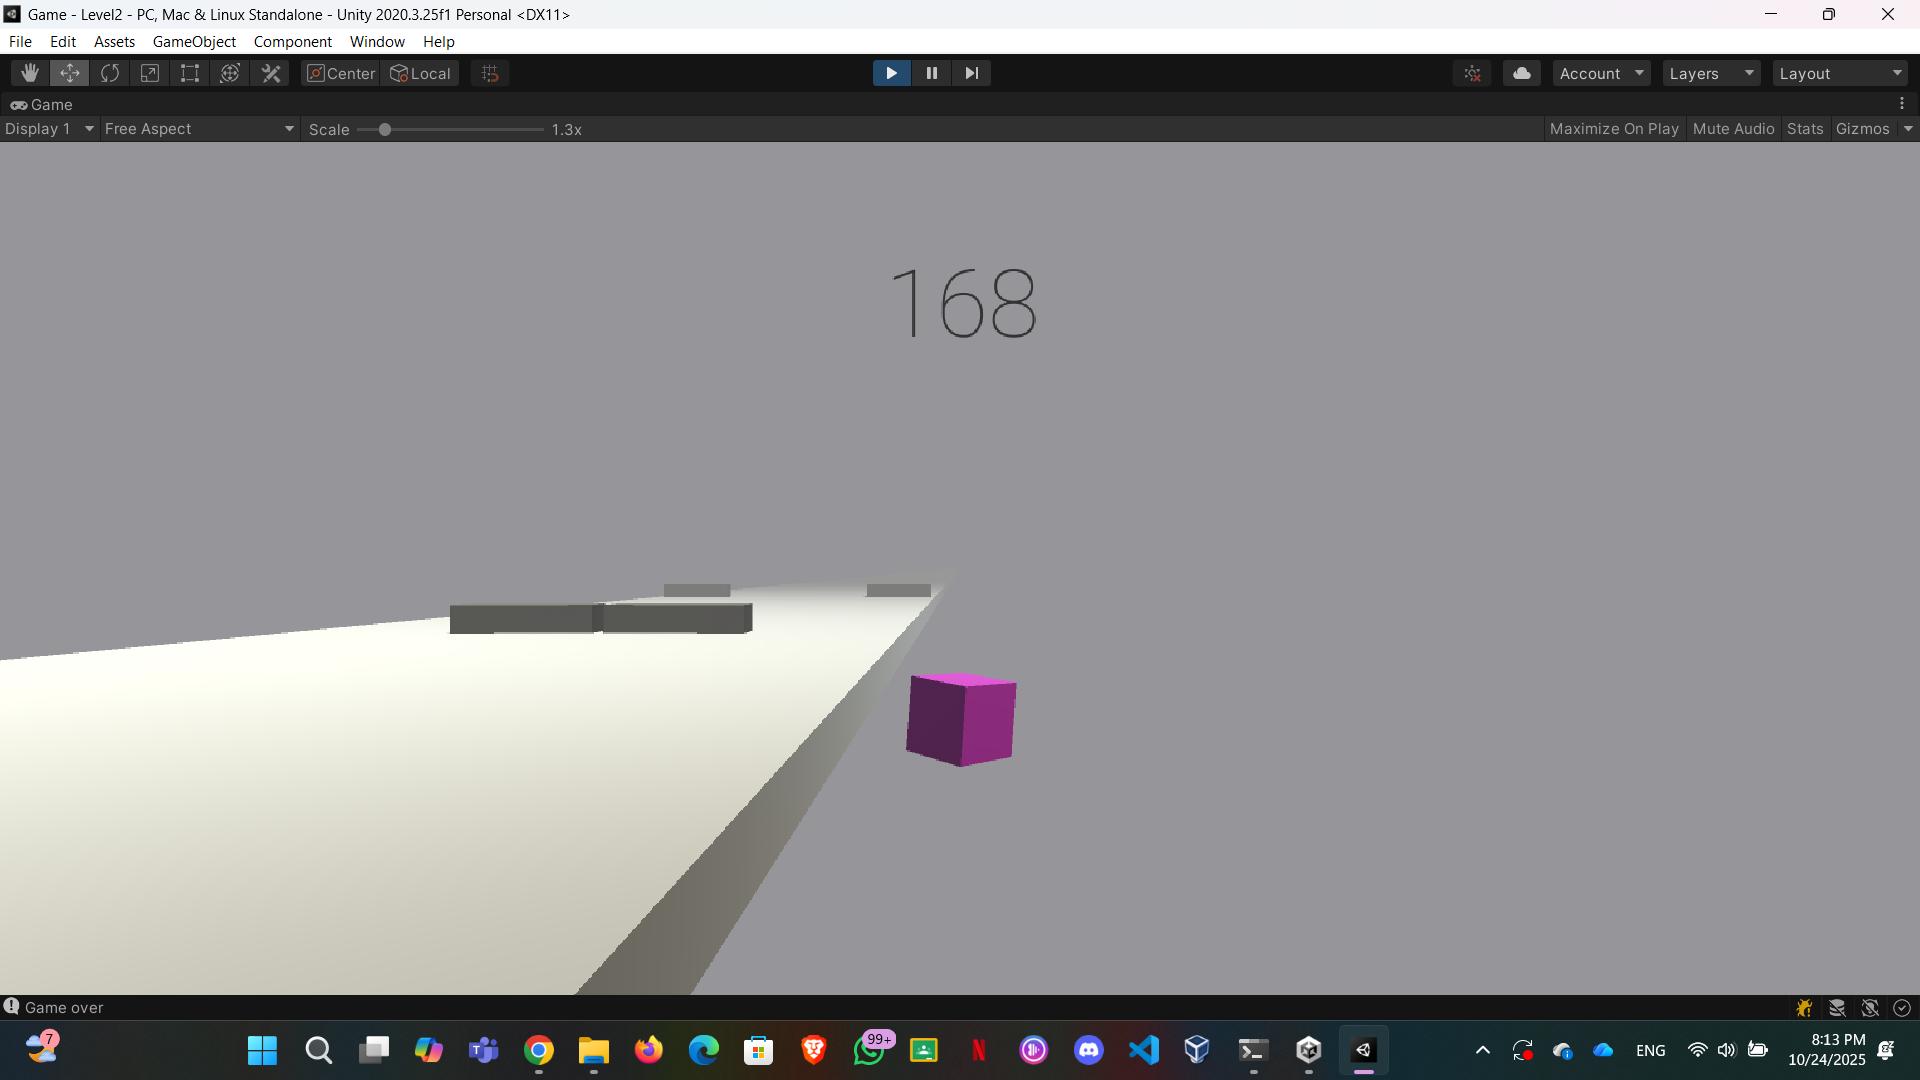 Game - Level2 - PC, Mac & Linux Standalone - Unity 2020.3.25f1 Personal <DX11>
File Edit Assets GameObject Component Window Help
Center Local Account Layers Layout
Game
Display 1 Free Aspect Scale 1.3x Maximize On Play Mute Audio Stats Gizmos
168
Game over
7
99+
ENG
8:13 PM
10/24/2025